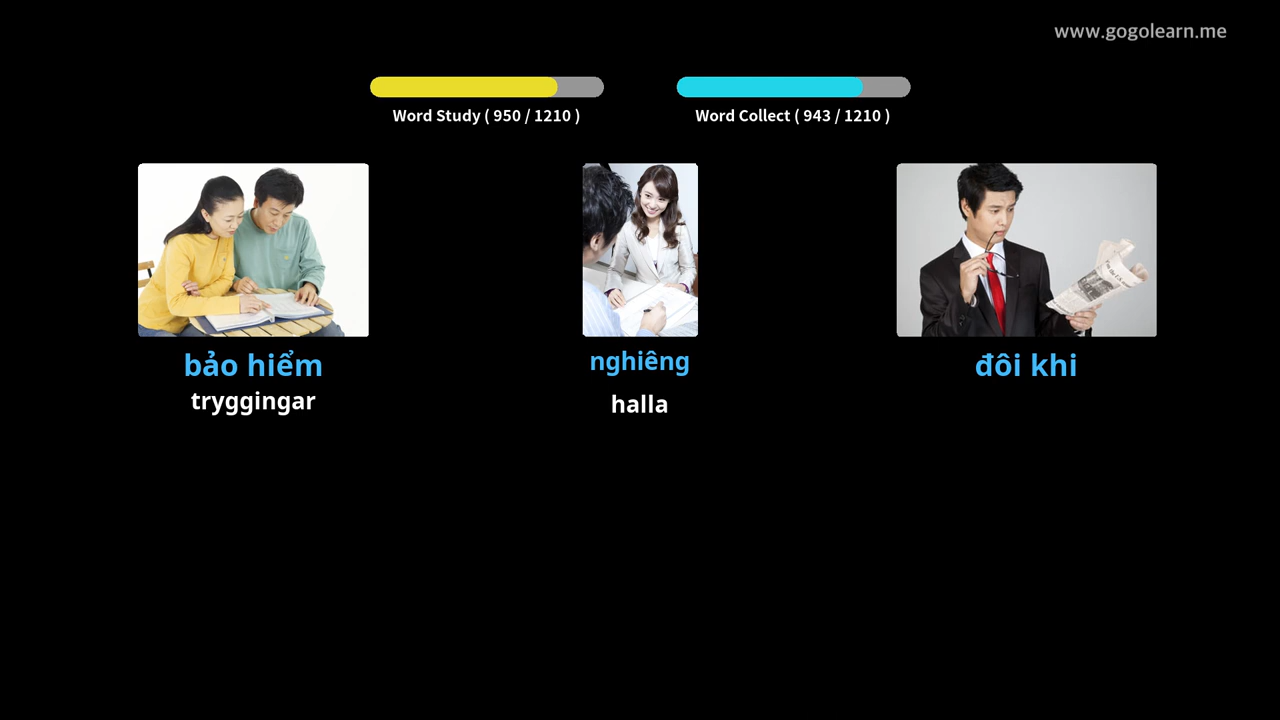 www.gogolearn.me
Word Study ( 950 / 1210 )
Word Collect ( 943 / 1210 )
bảo hiểm
tryggingar
nghiêng
halla
đôi khi